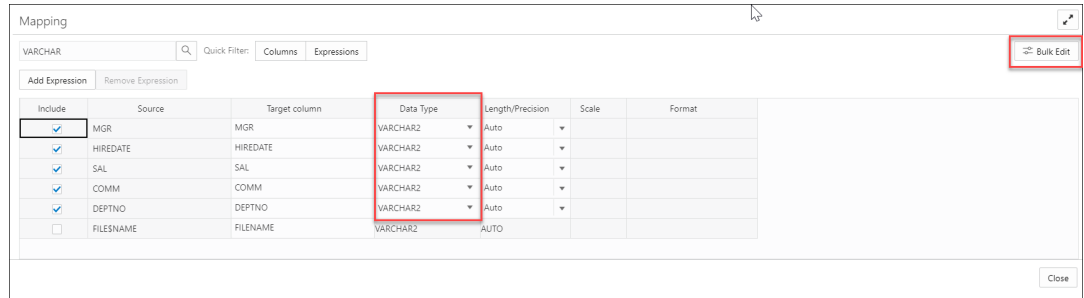 Mapping
VARCHAR Quick Filter: Columns Expressions Bulk Edit
Add Expression Remove Expression
Include Source Target column Data Type Length/Precision Scale Format
MGR MGR VARCHAR2 Auto
HIREDATE HIREDATE VARCHAR2 Auto
SAL SAL VARCHAR2 Auto
COMM COMM VARCHAR2 Auto
DEPTNO DEPTNO VARCHAR2 Auto
FILE$NAME FILENAME VARCHAR2 AUTO
Close